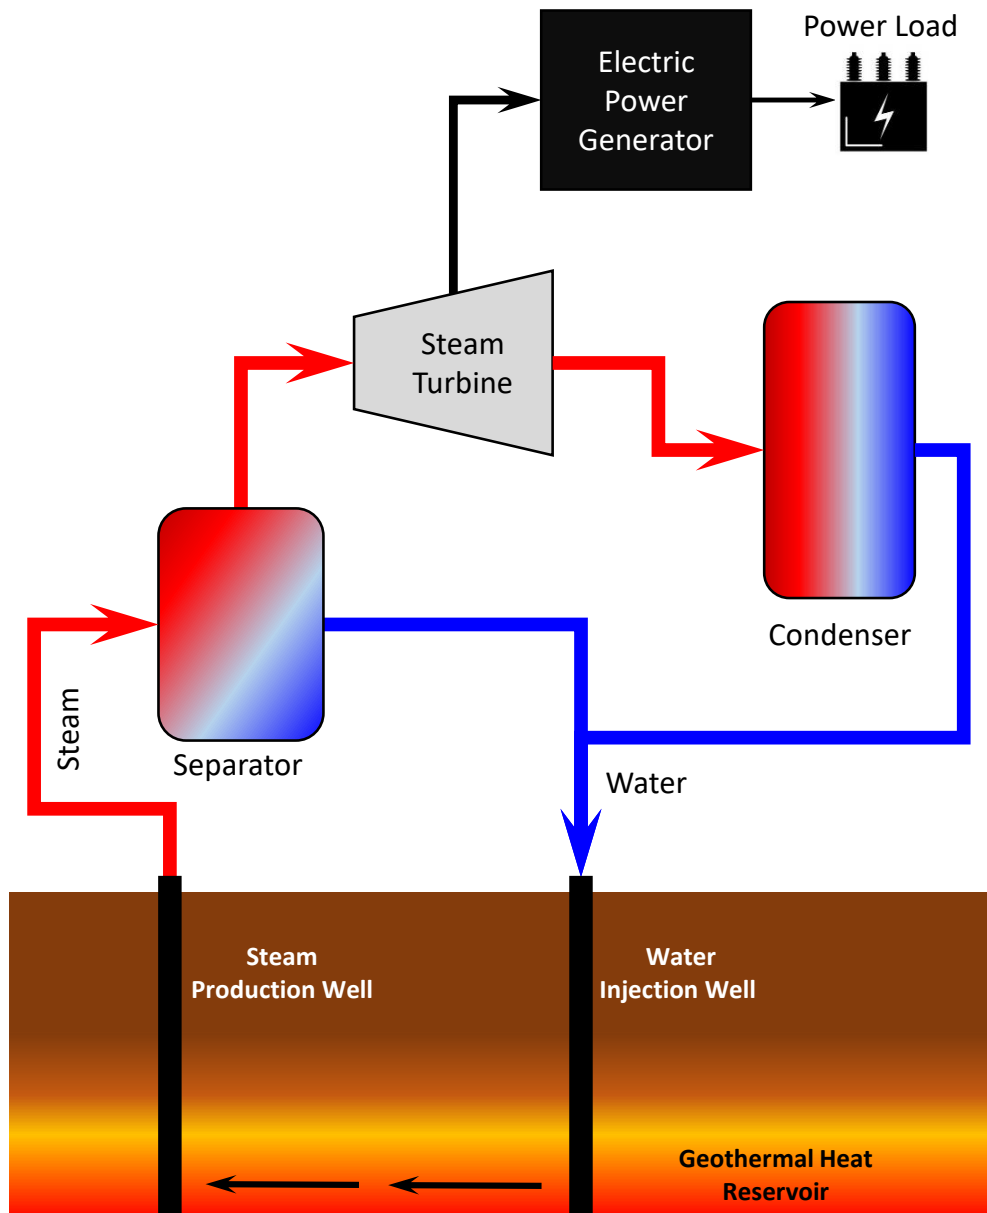 Power Load
Electric
Power
Generator
Steam
Turbine
Condenser
Steam
Separator
Water
Steam
Production Well
Water
Injection Well
Geothermal Heat
Reservoir